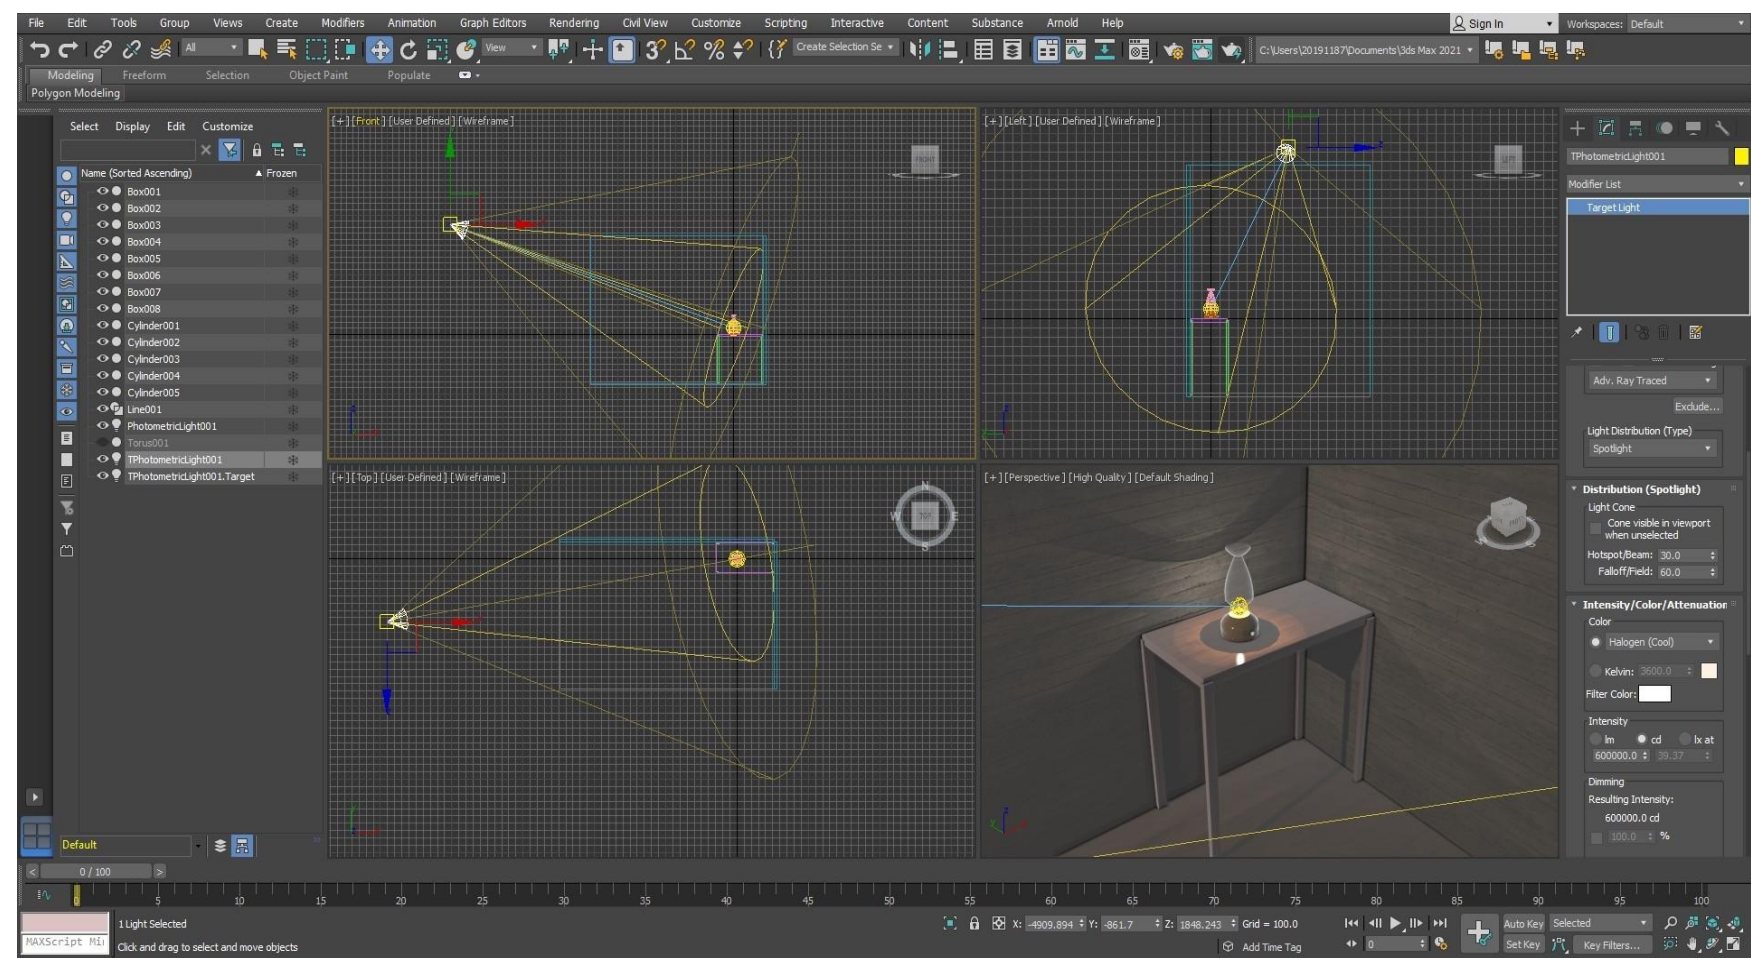 File Edit Tools Group Views Create Modifiers Animation Graph Editors Rendering Civil View Customize Scripting Interactive Content Substance Arnold Help Sign In Workspaces: Default
All View Create Selection Se C:\Users\20191187\Documents\3ds Max 2021
Modeling Freeform Selection Object Paint Populate
Polygon Modeling
Select Display Edit Customize
Name (Sorted Ascending) Frozen
Box001
Box002
Box003
Box004
Box005
Box006
Box007
Box008
Cylinder001
Cylinder002
Cylinder003
Cylinder004
Cylinder005
Line001
PhotometricLight001
Torus001
TPhotometricLight001
TPhotometricLight001.Target
Default
[+] [Front] [User Defined] [Wireframe]
FRONT
[+] [Left] [User Defined] [Wireframe]
LEFT
[+] [Top] [User Defined] [Wireframe]
N
W TOP E
S
[+] [Perspective] [High Quality] [Default Shading]
TPhotometricLight001
Modifier List
Target Light
Adv. Ray Traced
Exclude...
Light Distribution (Type)
Spotlight
Distribution (Spotlight)
Light Cone
Cone visible in viewport
when unselected
Hotspot/Beam: 30.0
Falloff/Field: 60.0
Intensity/Color/Attenuation
Color
Halogen (Cool)
Kelvin: 3600.0
Filter Color:
Intensity
lm cd lx at
600000.0 39.37
Dimming
Resulting Intensity:
600000.0 cd
100.0 %
< 0 / 100 >
0 5 10 15 20 25 30 35 40 45 50 55 60 65 70 75 80 85 90 95 100
1 Light Selected X: -4909.894 Y: -861.7 Z: 1848.243 Grid = 100.0 Auto Key Selected
MAXScript Mi Click and drag to select and move objects Add Time Tag 0 Set Key Key Filters...